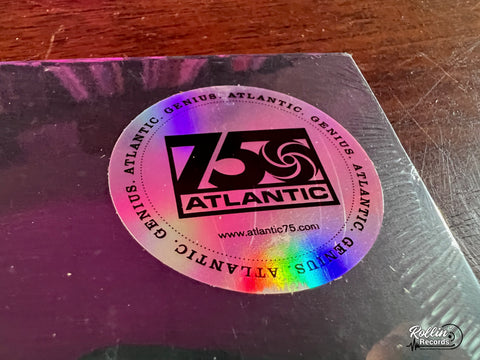 GENIUS. ATLANTIC. GENIUS. ATLANTIC. GENIUS. ATLANTIC. GENIUS. ATLANTIC.
75
ATLANTIC
www.atlantic75.com
Rollin'
Records